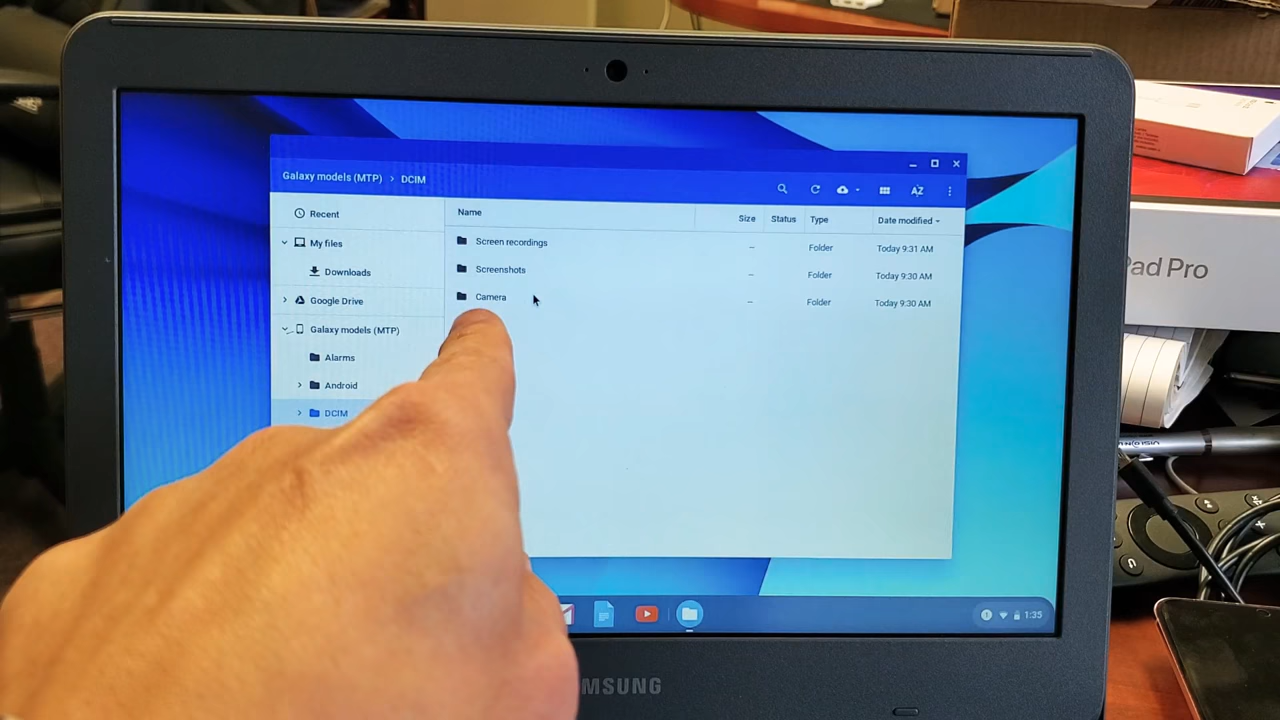 Galaxy models (MTP) > DCIM
AZ
Name
Size
Status
Type
Date modified
Recent
My files
Downloads
Google Drive
Galaxy models (MTP)
Alarms
Android
DCIM
Screen recordings
–
Folder
Today 9:31 AM
Screenshots
–
Folder
Today 9:30 AM
Camera
–
Folder
Today 9:30 AM
1:35
MSUNG
Pad Pro